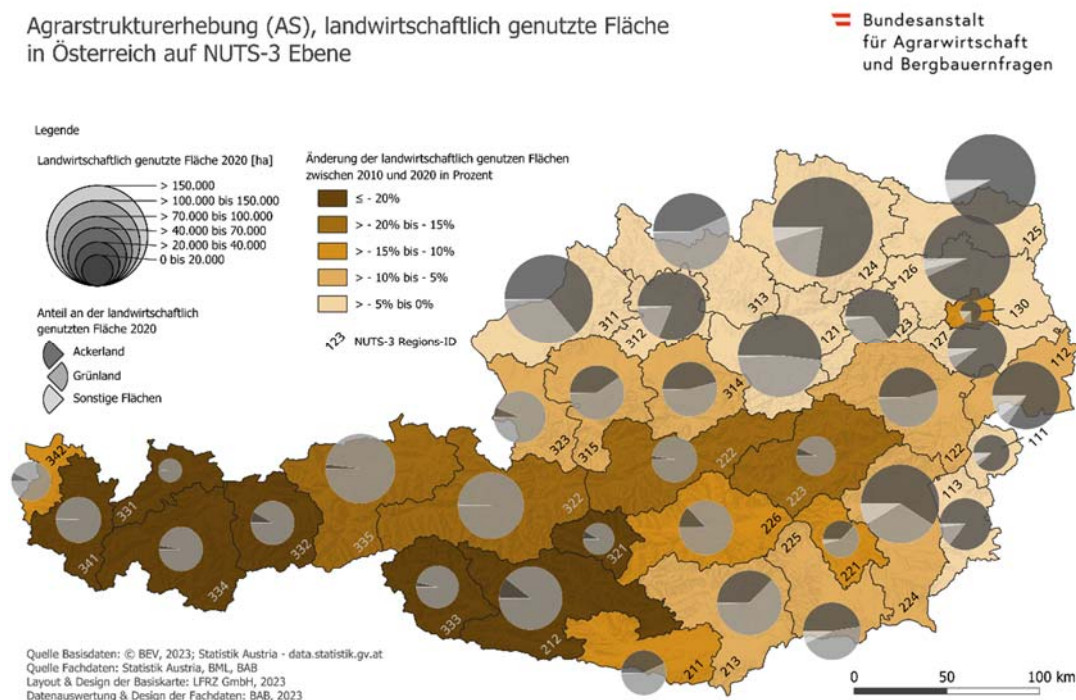 Agrarstrukturerhebung (AS), landwirtschaftlich genutzte Fläche
in Österreich auf NUTS-3 Ebene
Bundesanstalt
für Agrarwirtschaft
und Bergbauernfragen
Legende
Landwirtschaftlich genutzte Fläche 2020 [ha]
> 150.000
> 100.000 bis 150.000
> 70.000 bis 100.000
> 40.000 bis 70.000
> 20.000 bis 40.000
0 bis 20.000
Anteil an der landwirtschaftlich
genutzten Fläche 2020
Ackerland
Grünland
Sonstige Flächen
Änderung der landwirtschaftlich genutzen Flächen
zwischen 2010 und 2020 in Prozent
≤ - 20%
> - 20% bis - 15%
> - 15% bis - 10%
> - 10% bis - 5%
> - 5% bis 0%
123 NUTS-3 Regions-ID
125
124
126
130
313
311
312
121
123
127
112
314
111
323
315
122
222
342
223
113
331
322
226
341
332
335
321
225
221
334
224
333
212
211
213
Quelle Basisdaten: © BEV, 2023; Statistik Austria - data.statistik.gv.at
Quelle Fachdaten: Statistik Austria, BML, BAB
Layout & Design der Basiskarte: LFRZ GmbH, 2023
Datenauswertung & Design der Fachdaten: BAB, 2023
0 50 100 km